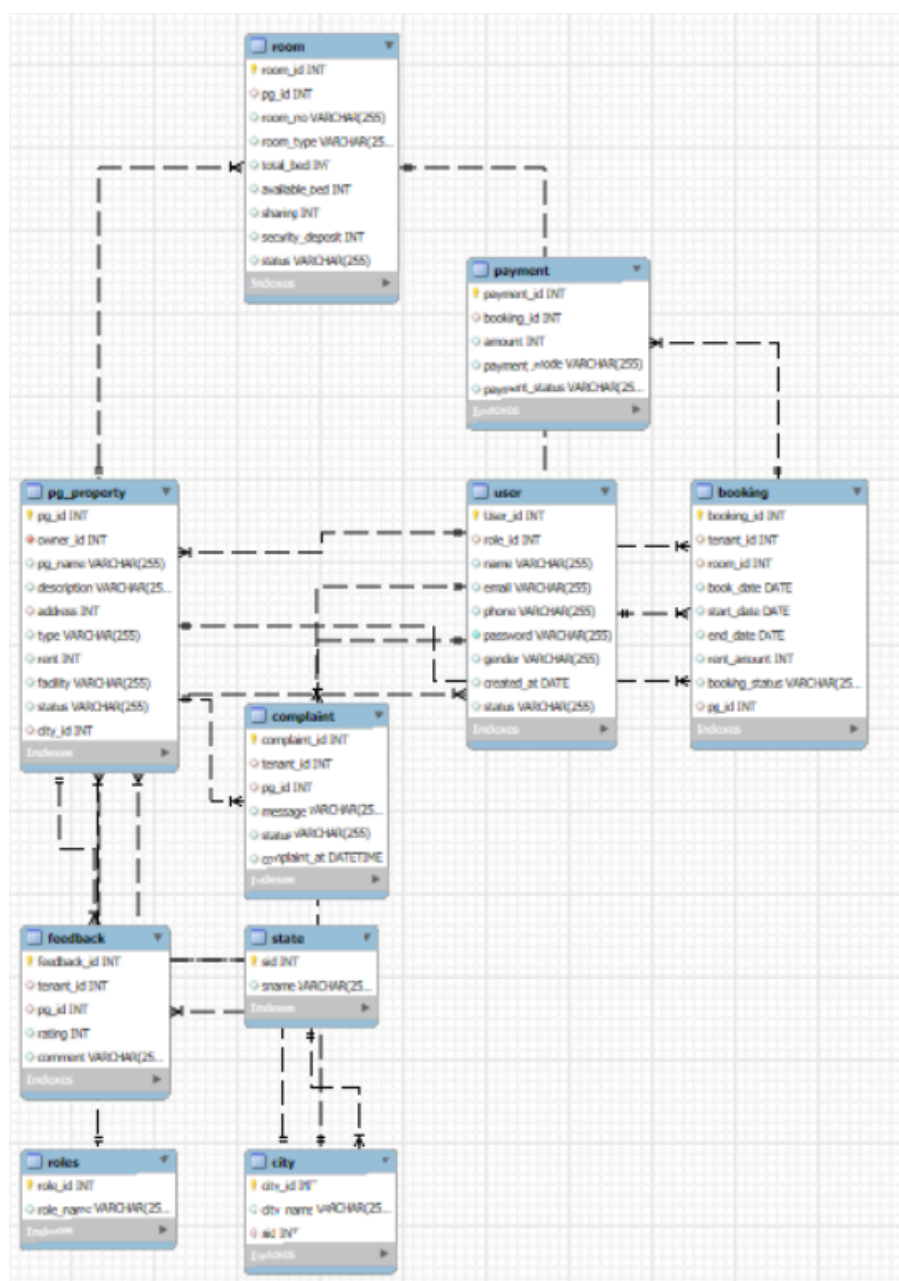 room
room_id INT
pg_id INT
room_no VARCHAR(255)
room_type VARCHAR(25...
total_bed INT
available_bed INT
sharing INT
security_deposit INT
status VARCHAR(255)
Indexes
payment
payment_id INT
booking_id INT
amount INT
payment_mode VARCHAR(255)
payment_status VARCHAR(25...
Indexes
pg_property
pg_id INT
owner_id INT
pg_name VARCHAR(255)
description VARCHAR(25...
address INT
type VARCHAR(255)
rent INT
facility VARCHAR(255)
status VARCHAR(255)
city_id INT
Indexes
user
User_id INT
role_id INT
name VARCHAR(255)
email VARCHAR(255)
phone VARCHAR(255)
password VARCHAR(255)
gender VARCHAR(255)
created_at DATE
status VARCHAR(255)
Indexes
booking
booking_id INT
tenant_id INT
room_id INT
book_date DATE
start_date DATE
end_date DATE
rent_amount INT
booking_status VARCHAR(25...
pg_id INT
Indexes
complaint
complaint_id INT
tenant_id INT
pg_id INT
message VARCHAR(25...
status VARCHAR(255)
complaint_at DATETIME
Indexes
feedback
feedback_id INT
tenant_id INT
pg_id INT
rating INT
comment VARCHAR(25...
Indexes
state
sid INT
sname VARCHAR(25...
Indexes
roles
role_id INT
role_name VARCHAR(25...
Indexes
city
city_id INT
city_name VARCHAR(25...
sid INT
Indexes